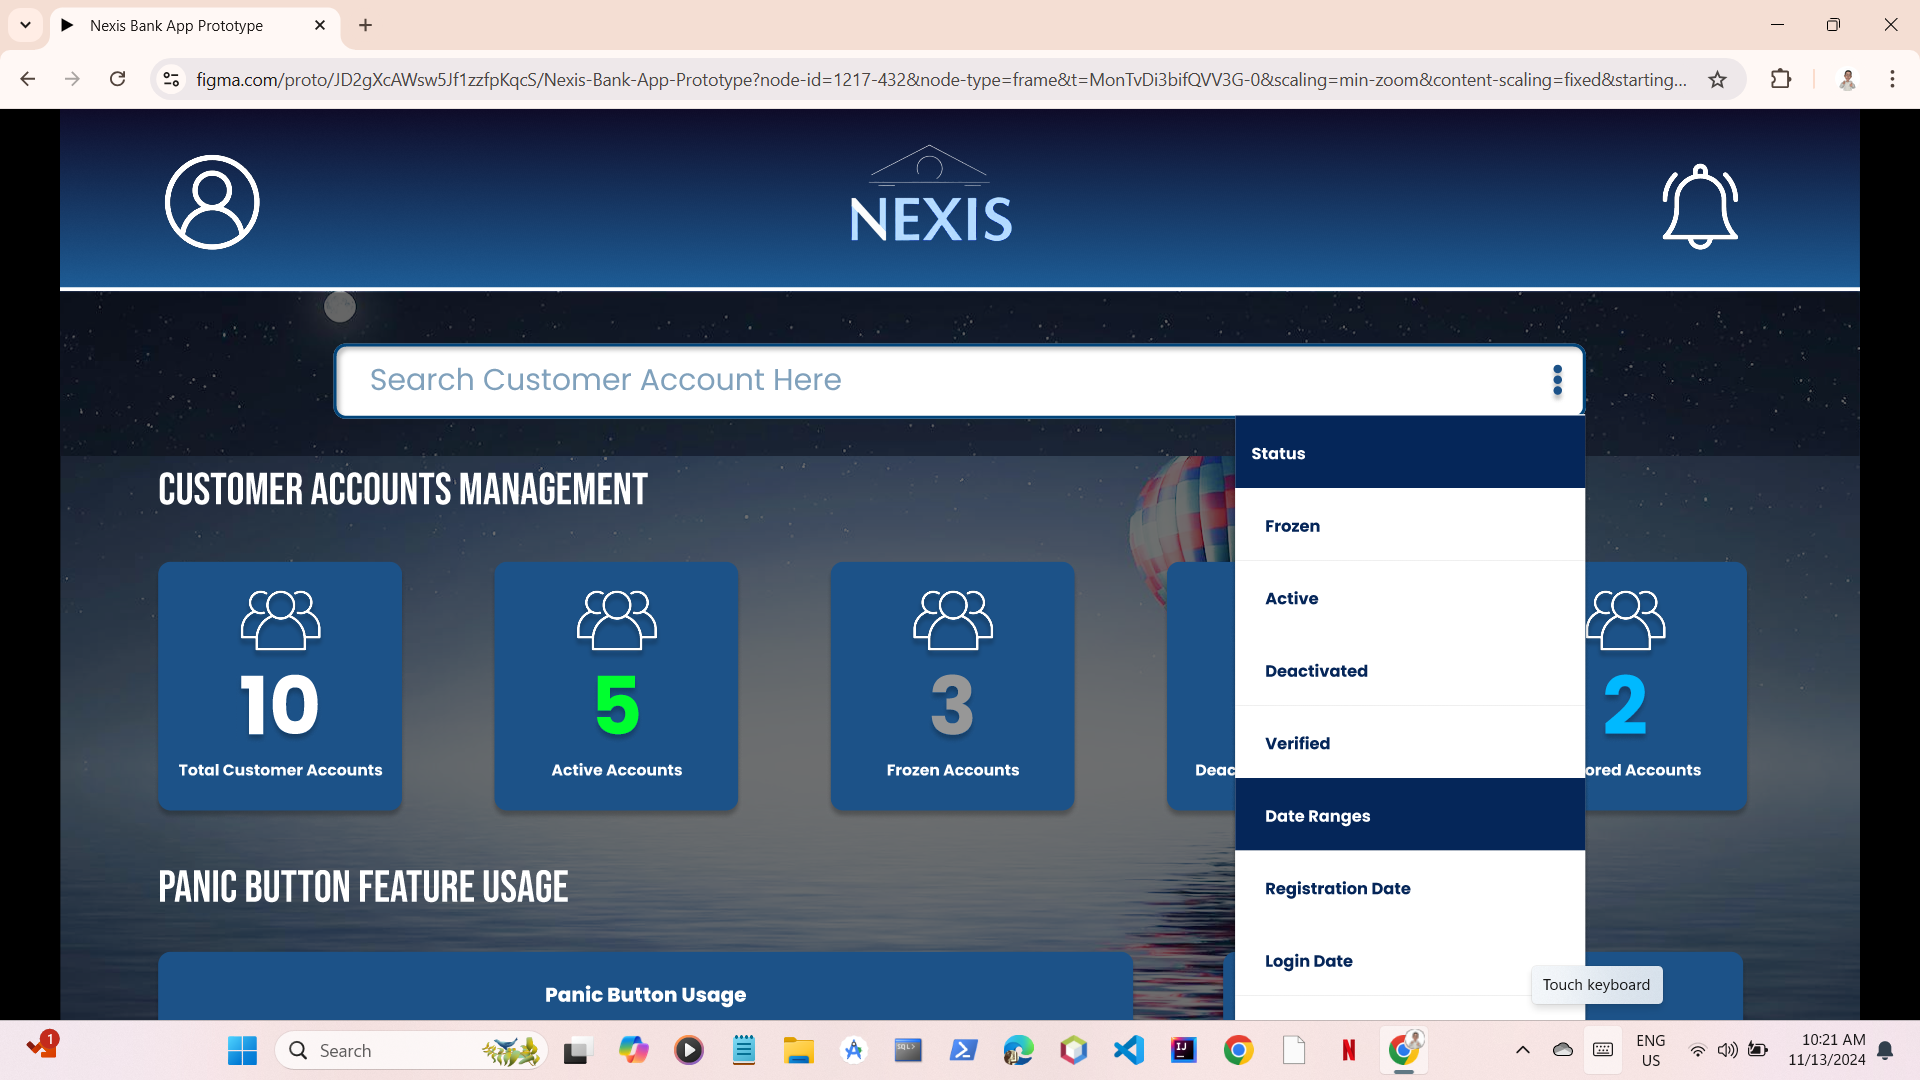 Nexis Bank App Prototype
figma.com/proto/JD2gXcAWsw5Jf1zzfpKqcS/Nexis-Bank-App-Prototype?node-id=1217-432&node-type=frame&t=MonTvDi3bifQVV3G-0&scaling=min-zoom&content-scaling=fixed&starting...
NEXIS
Search Customer Account Here
Status
CUSTOMER ACCOUNTS MANAGEMENT
Frozen
Active
Deactivated
Verified
10
5
3
2
Total Customer Accounts
Active Accounts
Frozen Accounts
Deac
ored Accounts
Date Ranges
PANIC BUTTON FEATURE USAGE
Registration Date
Login Date
Panic Button Usage
Touch keyboard
1
Search
SQL>
IJ
N
ENG
US
10:21 AM
11/13/2024